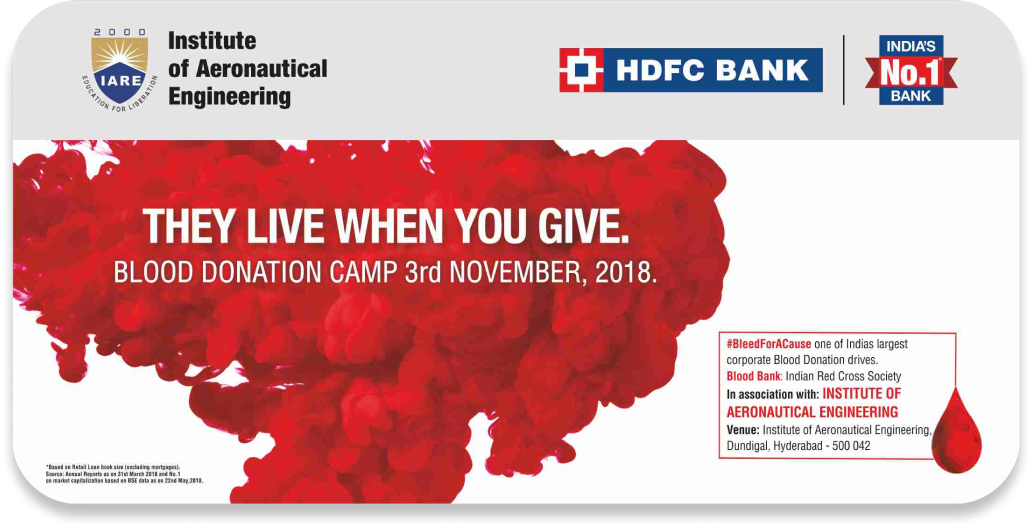 2000
IARE
EDUCATION FOR LIBERATION
Institute
of Aeronautical
Engineering
HDFC BANK
INDIA'S
No.1*
BANK
THEY LIVE WHEN YOU GIVE.
BLOOD DONATION CAMP 3rd NOVEMBER, 2018.
#BleedForACause one of Indias largest
corporate Blood Donation drives.
Blood Bank: Indian Red Cross Society
In association with: INSTITUTE OF
AERONAUTICAL ENGINEERING
Venue: Institute of Aeronautical Engineering,
Dundigal, Hyderabad - 500 042
*Based on Retail Loan book size (excluding mortgages).
Source: Annual Reports as on 31st March 2018 and No.1
on market capitalization based on BSE data as on 22nd May,2018.